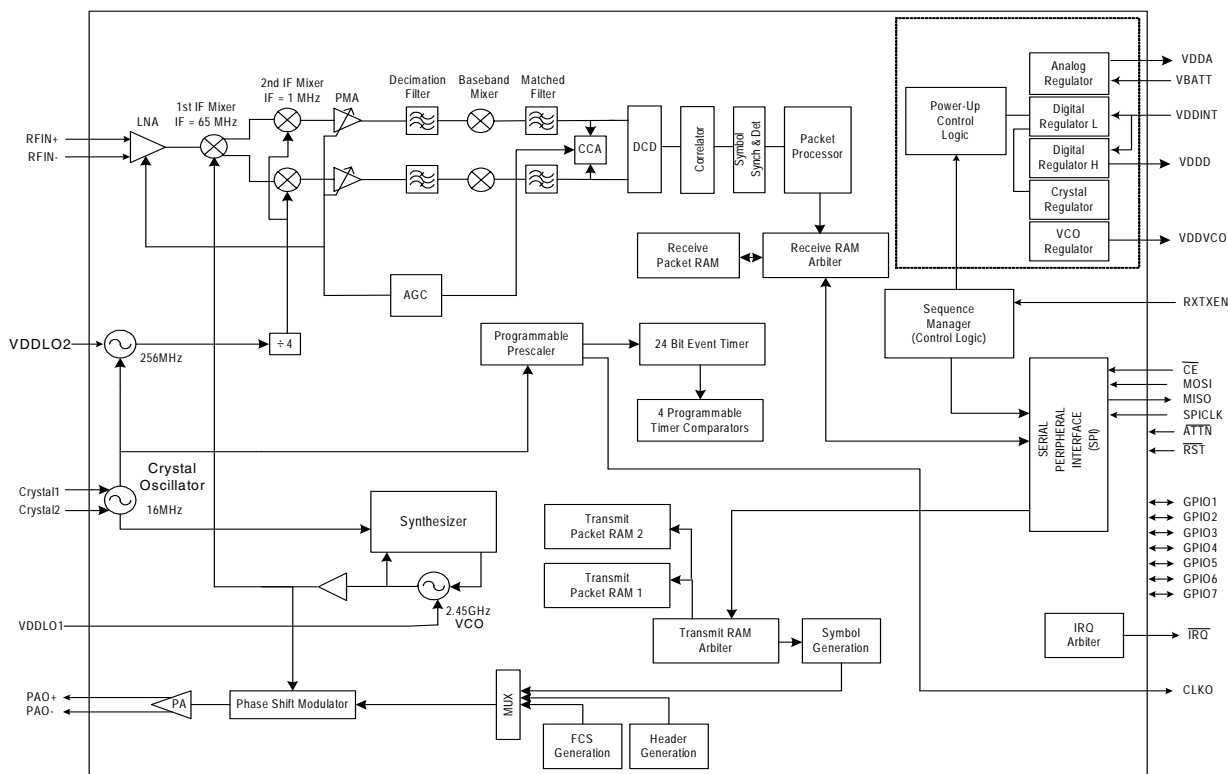 2nd IF Mixer
IF = 1 MHz
PMA
Decimation
Filter
Baseband
Mixer
Matched
Filter
1st IF Mixer
IF = 65 MHz
LNA
RFIN+
RFIN-
CCA
DCD
Correlator
Symbol
Synch & Det
Packet
Processor
Power-Up
Control
Logic
Analog
Regulator
Digital
Regulator L
Digital
Regulator H
Crystal
Regulator
VCO
Regulator
VDDA
VBATT
VDDINT
VDDD
VDDVCO
Receive
Packet RAM
Receive RAM
Arbiter
AGC
Sequence
Manager
(Control Logic)
RXTXEN
VDDLO2
256MHz
÷4
Programmable
Prescaler
24 Bit Event Timer
4 Programmable
Timer Comparators
SERIAL
PERIPHERAL
INTERFACE
(SPI)
CE
MOSI
MISO
SPICLK
ATTN
RST
Crystal
Oscillator
Crystal1
Crystal2
16MHz
Synthesizer
Transmit
Packet RAM 2
Transmit
Packet RAM 1
GPIO1
GPIO2
GPIO3
GPIO4
GPIO5
GPIO6
GPIO7
2.45GHz
VCO
VDDLO1
Transmit RAM
Arbiter
Symbol
Generation
IRQ
Arbiter
IRQ
CLKO
PAO+
PAO-
PA
Phase Shift Modulator
MUX
FCS
Generation
Header
Generation